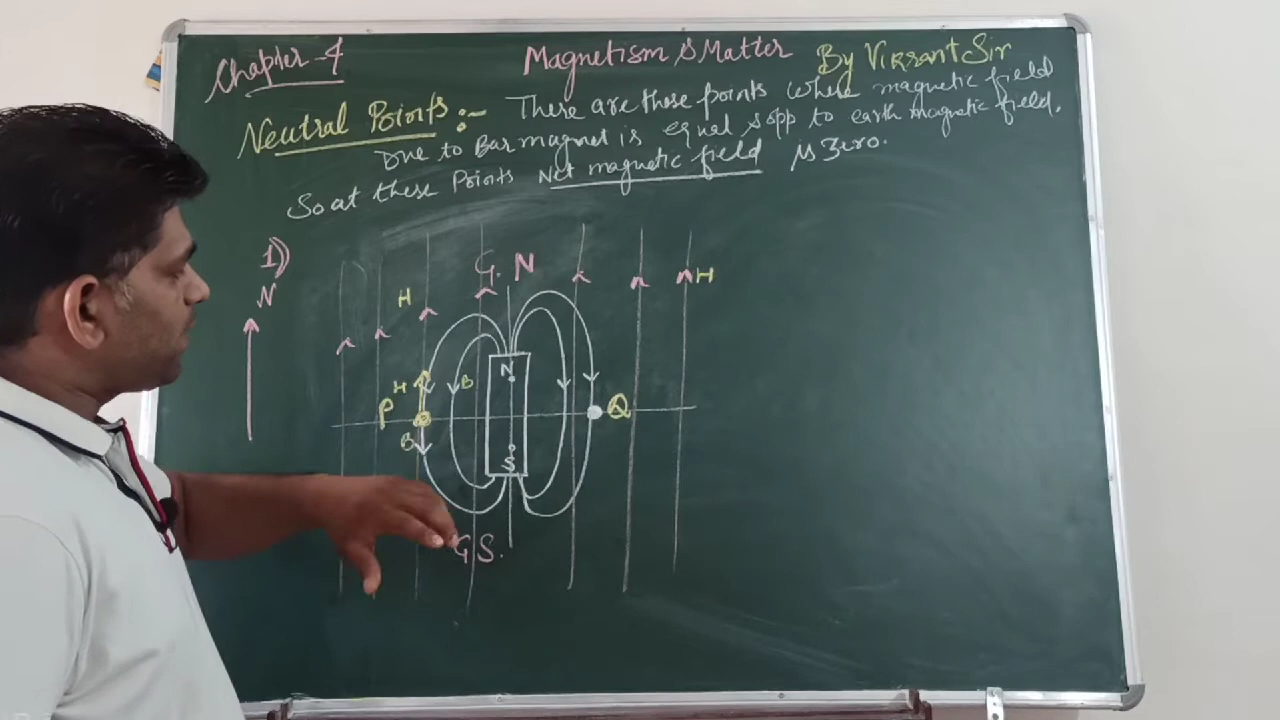 Chapter-4
Magnetism & Matter By Vikrant Sir
Neutral Points :- There are those points where magnetic field
Due to Bar magnet is equal & opp to earth magnetic field.
So at these Points Net magnetic field is Zero.
1)
N
G. N
H
H
N
H
B
P
Q
B
S
G S.